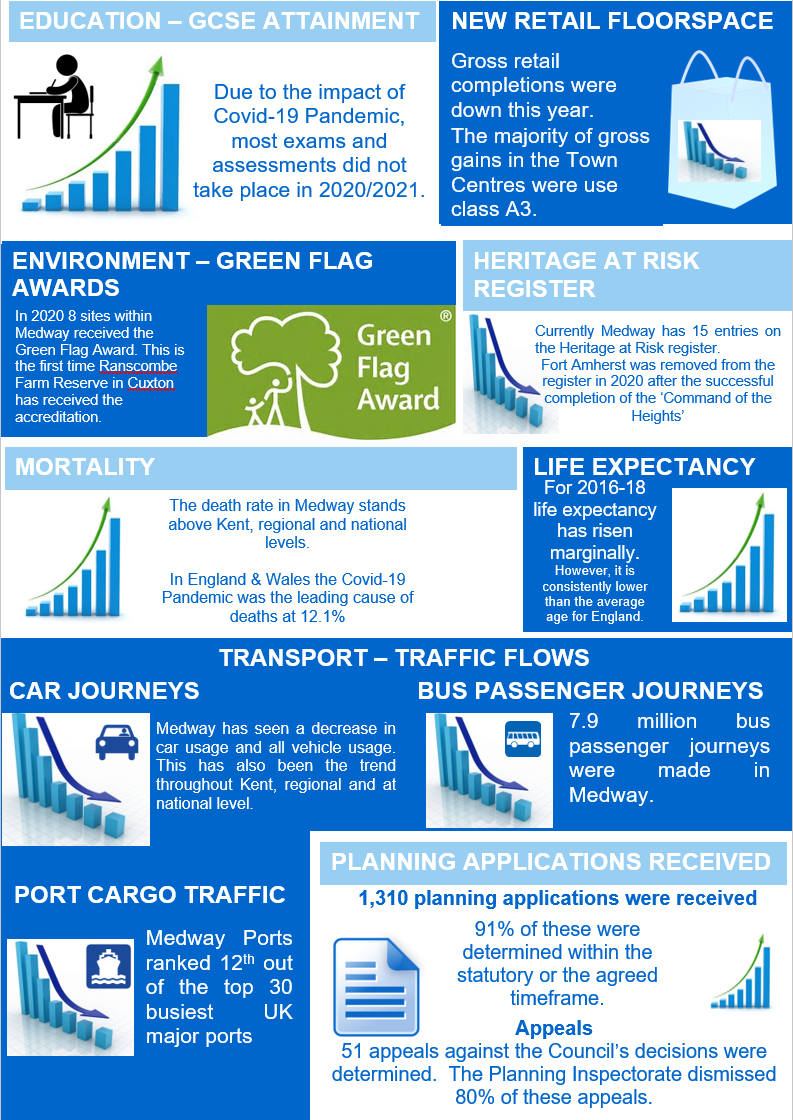 EDUCATION – GCSE ATTAINMENT
Due to the impact of
Covid-19 Pandemic,
most exams and
assessments did not
take place in 2020/2021.
NEW RETAIL FLOORSPACE
Gross retail
completions were
down this year.
The majority of gross
gains in the Town
Centres were use
class A3.
ENVIRONMENT – GREEN FLAG
AWARDS
In 2020 8 sites within
Medway received the
Green Flag Award. This is
the first time Ranscombe
Farm Reserve in Cuxton
has received the
accreditation.
Green
Flag
Award
®
HERITAGE AT RISK
REGISTER
Currently Medway has 15 entries on
the Heritage at Risk register.
Fort Amherst was removed from the
register in 2020 after the successful
completion of the ‘Command of the
Heights’
MORTALITY
The death rate in Medway stands
above Kent, regional and national
levels.
In England & Wales the Covid-19
Pandemic was the leading cause of
deaths at 12.1%
LIFE EXPECTANCY
For 2016-18
life expectancy
has risen
marginally.
However, it is
consistently lower
than the average
age for England.
TRANSPORT – TRAFFIC FLOWS
CAR JOURNEYS
Medway has seen a decrease in
car usage and all vehicle usage.
This has also been the trend
throughout Kent, regional and at
national level.
BUS PASSENGER JOURNEYS
7.9 million bus
passenger journeys
were made in
Medway.
PORT CARGO TRAFFIC
Medway Ports
ranked 12th out
of the top 30
busiest UK
major ports
PLANNING APPLICATIONS RECEIVED
1,310 planning applications were received
91% of these were
determined within the
statutory or the agreed
timeframe.
Appeals
51 appeals against the Council’s decisions were
determined. The Planning Inspectorate dismissed
80% of these appeals.